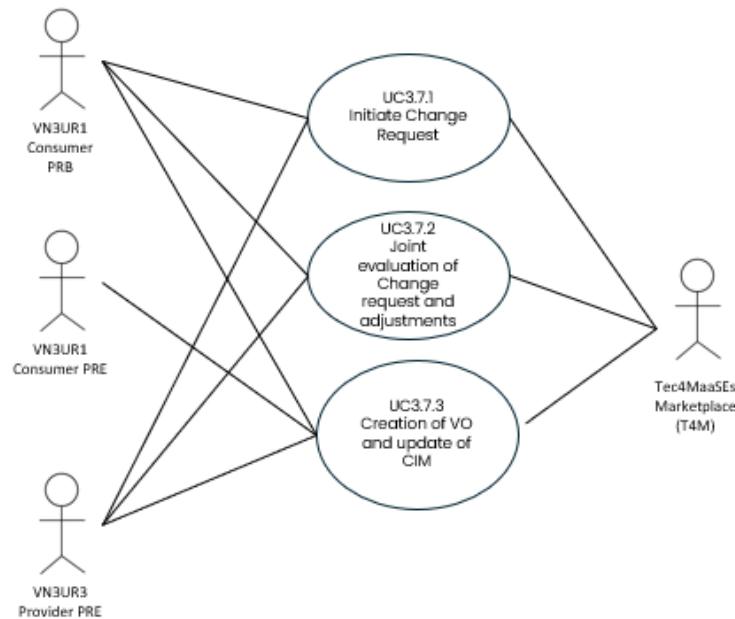 VN3UR1
Consumer
PRB
UC3.7.1
Initiate Change
Request
UC3.7.2
Joint
evaluation of
Change
request and
adjustments
VN3UR1
Consumer PRE
Tec4MaaSEs
Marketplace
(T4M)
UC3.7.3
Creation of VO
and update of
CIM
VN3UR3
Provider PRE